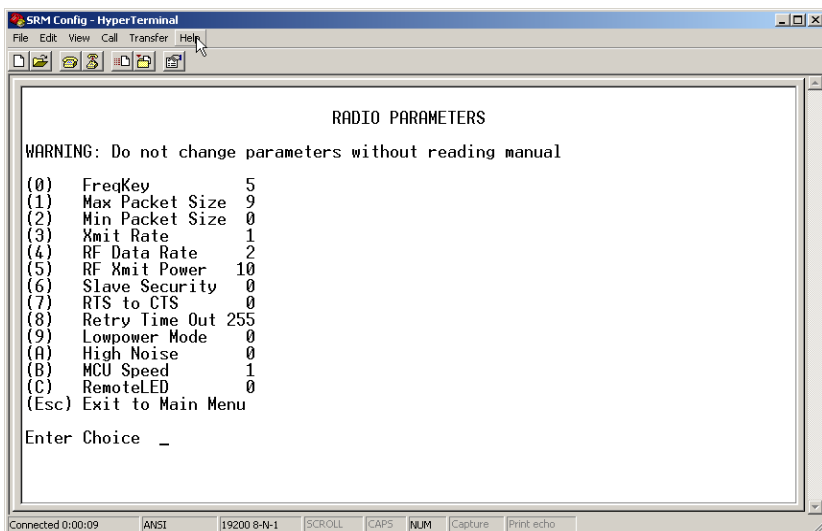 SRM Config - HyperTerminal
File Edit View Call Transfer Help
RADIO PARAMETERS
WARNING: Do not change parameters without reading manual
(0) FreqKey 5
(1) Max Packet Size 9
(2) Min Packet Size 0
(3) Xmit Rate 1
(4) RF Data Rate 2
(5) RF Xmit Power 10
(6) Slave Security 0
(7) RTS to CTS 0
(8) Retry Time Out 255
(9) Lowpower Mode 0
(A) High Noise 0
(B) MCU Speed 1
(C) RemoteLED 0
(Esc) Exit to Main Menu
Enter Choice _
Connected 0:00:09 ANSI 19200 8-N-1 SCROLL CAPS NUM Capture Print echo